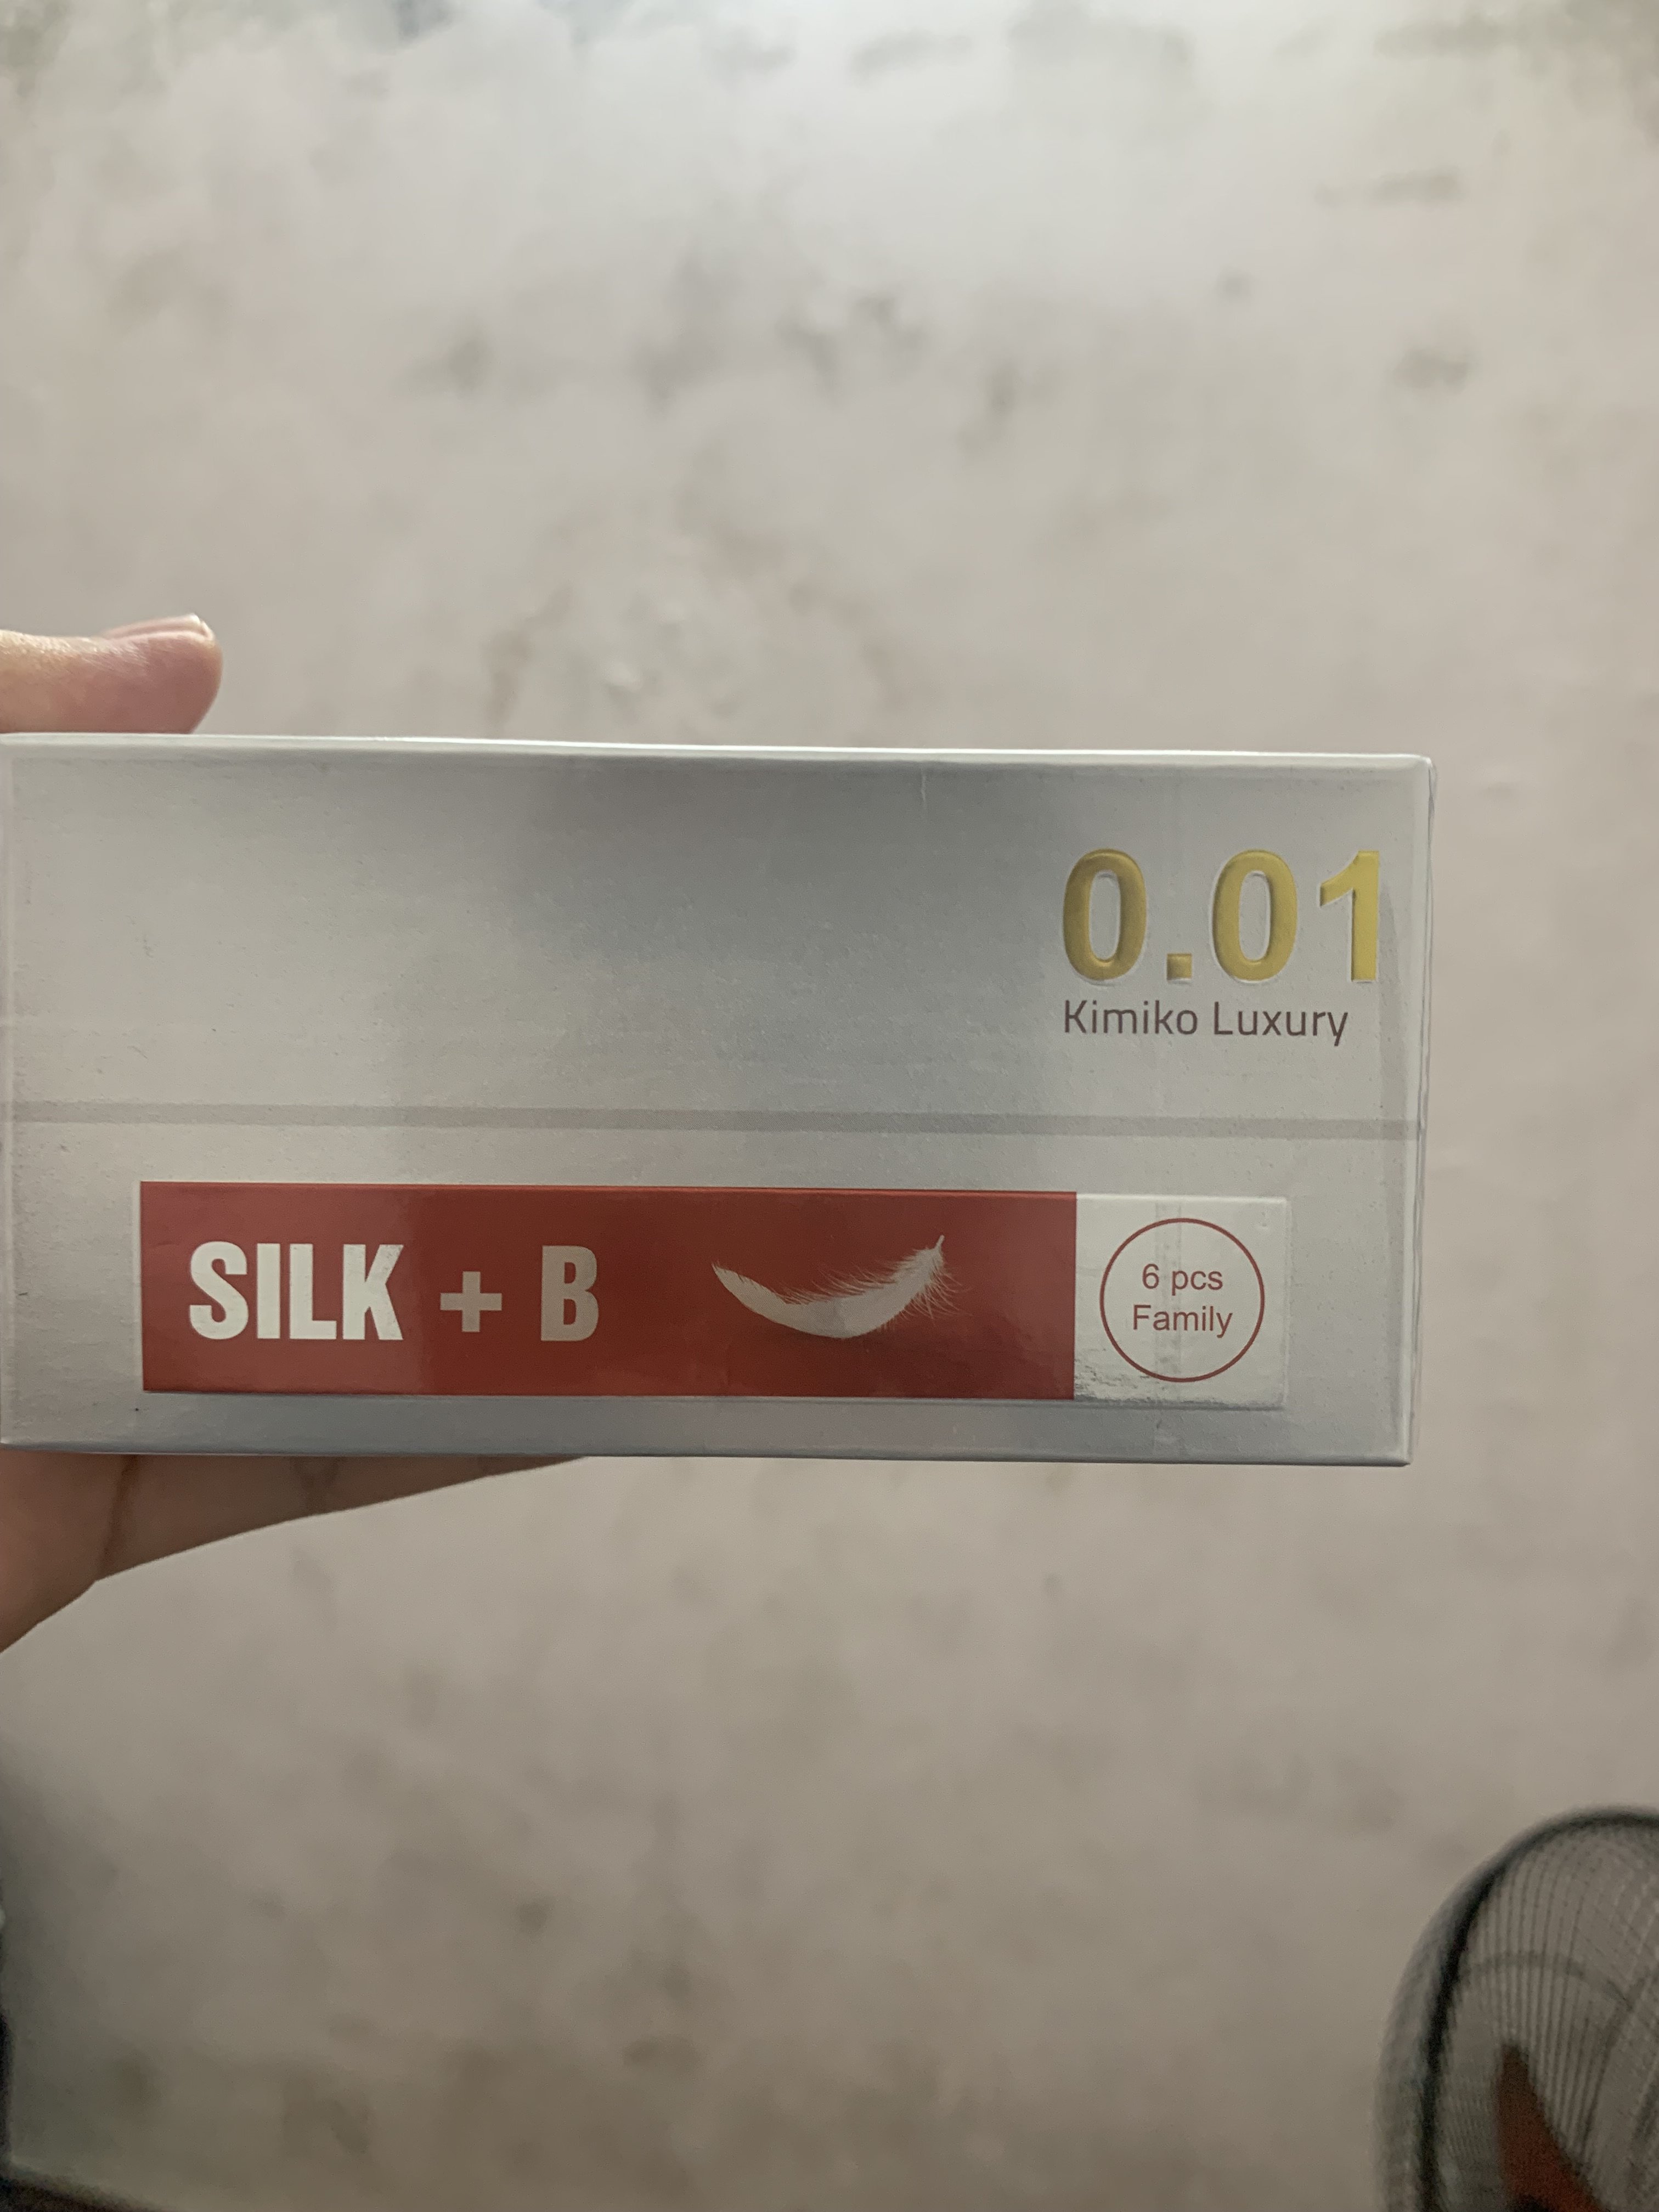 0.01
Kimiko Luxury
SILK + B
6 pcs
Family